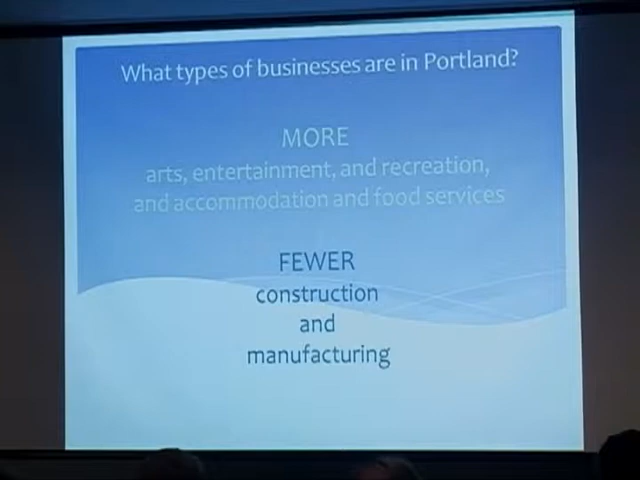 What types of businesses are in Portland?
MORE
arts, entertainment, and recreation,
and accommodation and food services
FEWER
construction
and
manufacturing